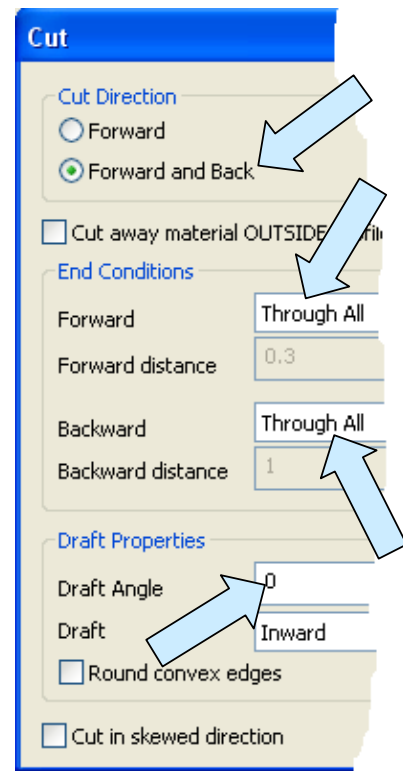 Cut
Cut Direction
Forward
Forward and Back
Cut away material OUTSIDE
End Conditions
Forward Through All
Forward distance 0.3
Backward Through All
Backward distance 1
Draft Properties
Draft Angle 0
Draft Inward
Round convex edges
Cut in skewed direction